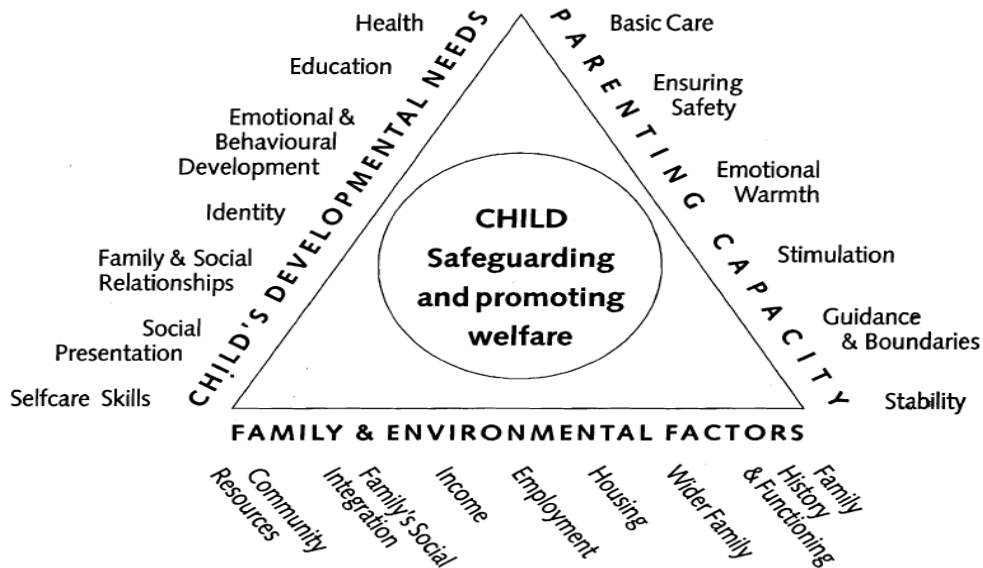 Health
Education
Emotional &
Behavioural
Development
Identity
Family & Social
Relationships
Social
Presentation
Selfcare Skills
CHILD'S DEVELOPMENTAL NEEDS
PARENTING CAPACITY
Basic Care
Ensuring
Safety
Emotional
Warmth
Stimulation
Guidance
& Boundaries
Stability
CHILD
Safeguarding
and promoting
welfare
FAMILY & ENVIRONMENTAL FACTORS
Community
Resources
Family's Social
Integration
Income
Employment
Housing
Wider Family
Family
History
& Functioning